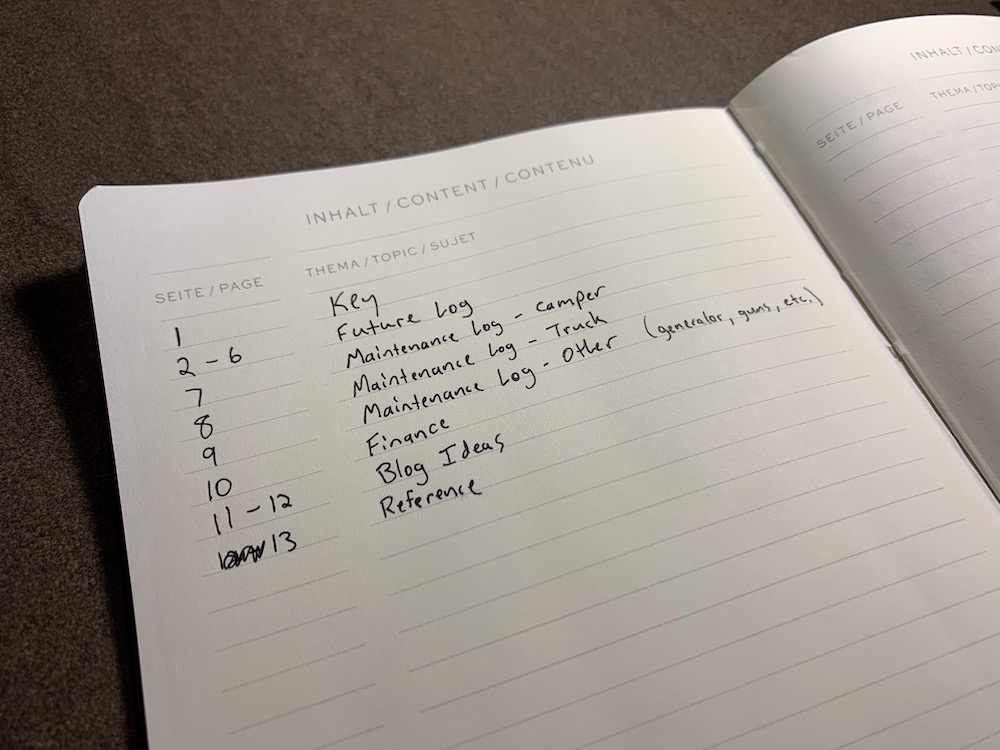 INHALT / CONTENT / CONTENU
SEITE / PAGE THEMA / TOPIC / SUJET
1 Key
2 - 6 Future Log
7 Maintenance Log - camper
8 Maintenance Log - Truck
9 Maintenance Log - Other (generator, guns, etc.)
10 Finance
11 - 12 Blog Ideas
13 Reference
INHALT / CON
SEITE / PAGE THEMA / TOPI